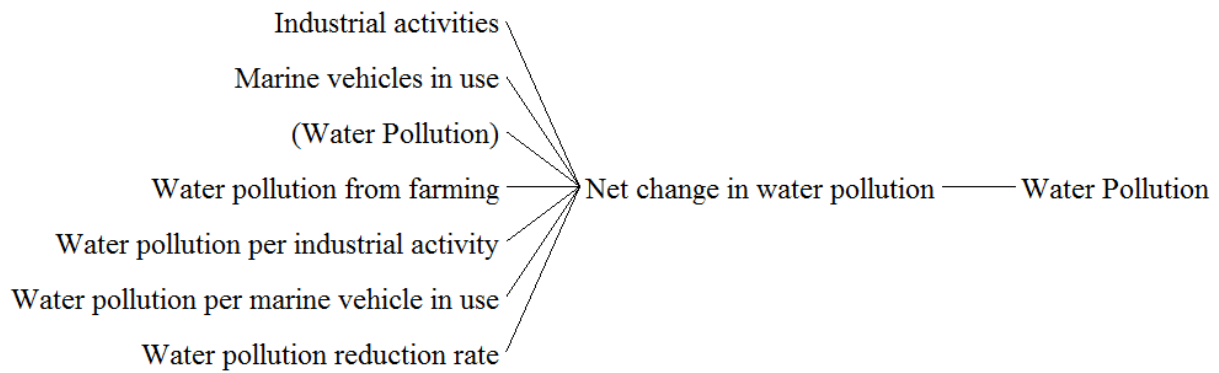 Industrial activities
Marine vehicles in use
(Water Pollution)
Water pollution from farming
Net change in water pollution
Water Pollution
Water pollution per industrial activity
Water pollution per marine vehicle in use
Water pollution reduction rate